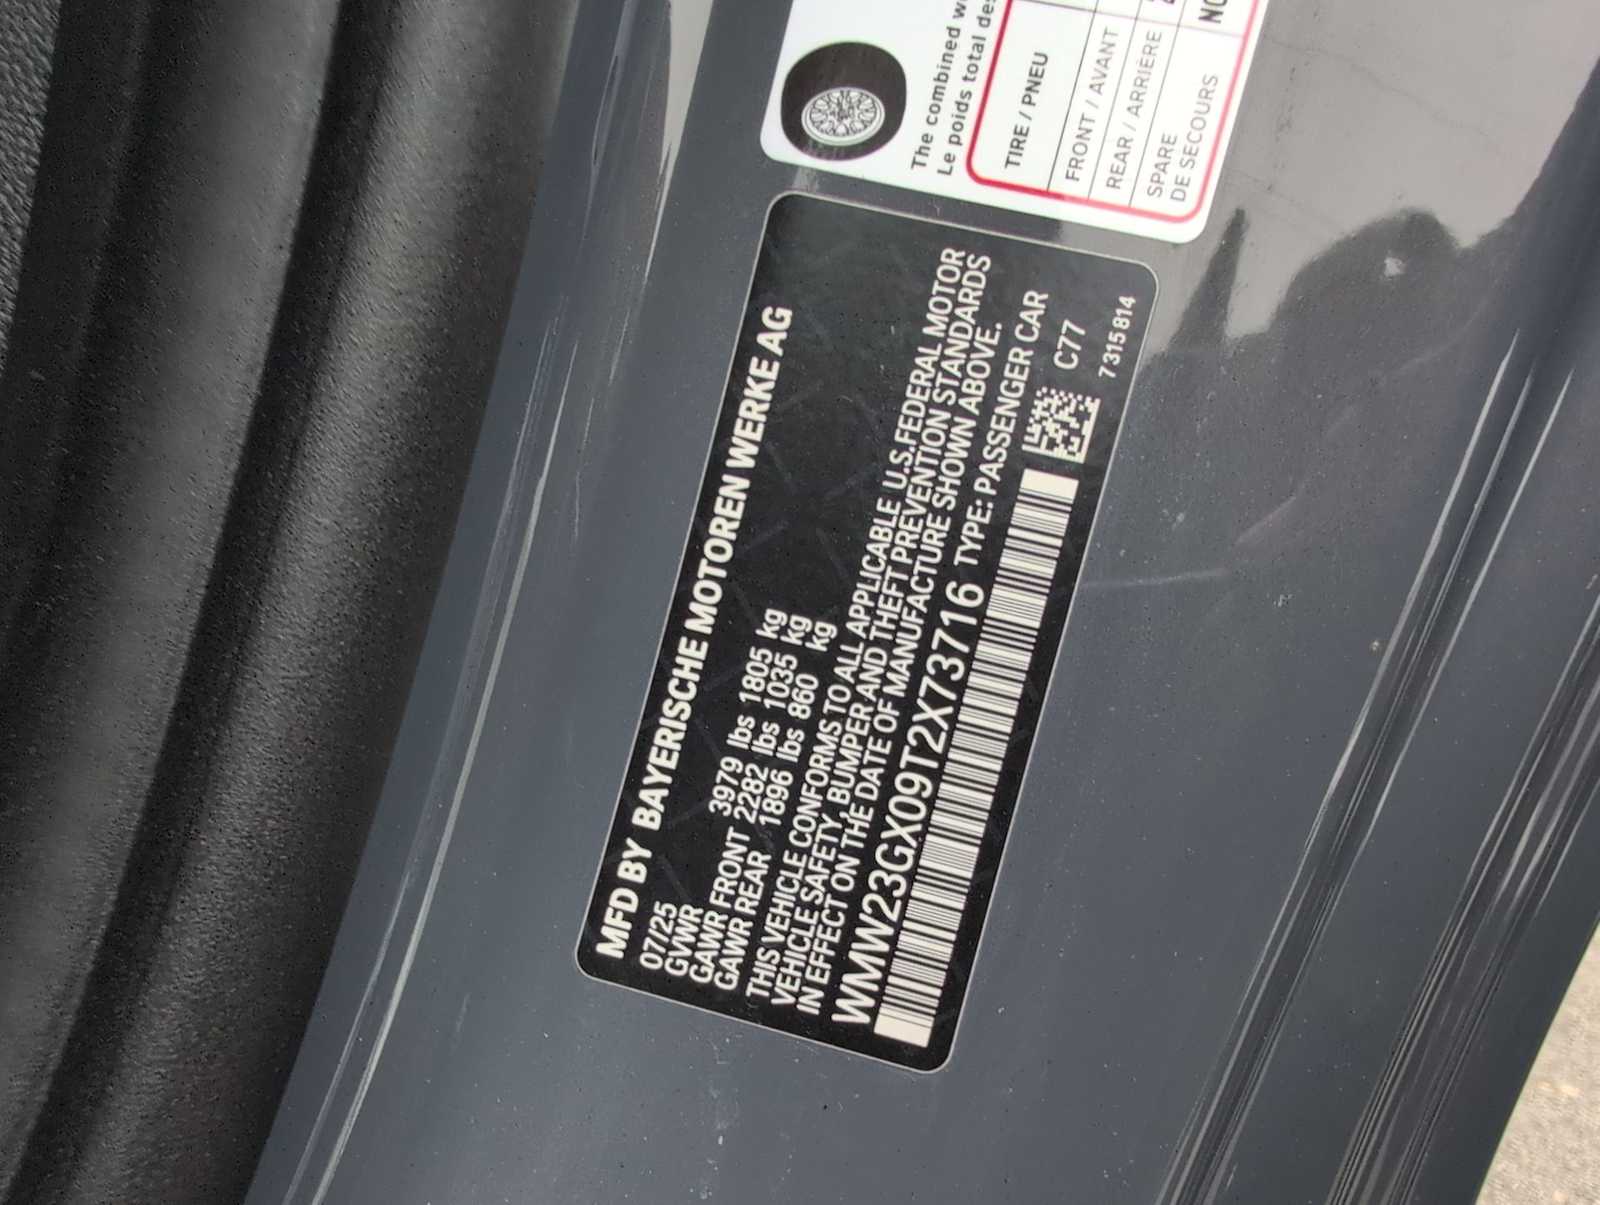 MFD BY BAYERISCHE MOTOREN WERKE AG
07/25
GVWR 3979 lbs 1805 kg
GAWR FRONT 2282 lbs 1035 kg
GAWR REAR 1896 lbs 860 kg
THIS VEHICLE CONFORMS TO ALL APPLICABLE U.S. FEDERAL MOTOR
VEHICLE SAFETY, BUMPER AND THEFT PREVENTION STANDARDS
IN EFFECT ON THE DATE OF MANUFACTURE SHOWN ABOVE.
WMW23GX09T2X73716 TYPE: PASSENGER CAR
C77
7 315 814
The combined
Le poids total
TIRE / PNEU
FRONT / AVANT
REAR / ARRIÈRE
SPARE
DE SECOURS